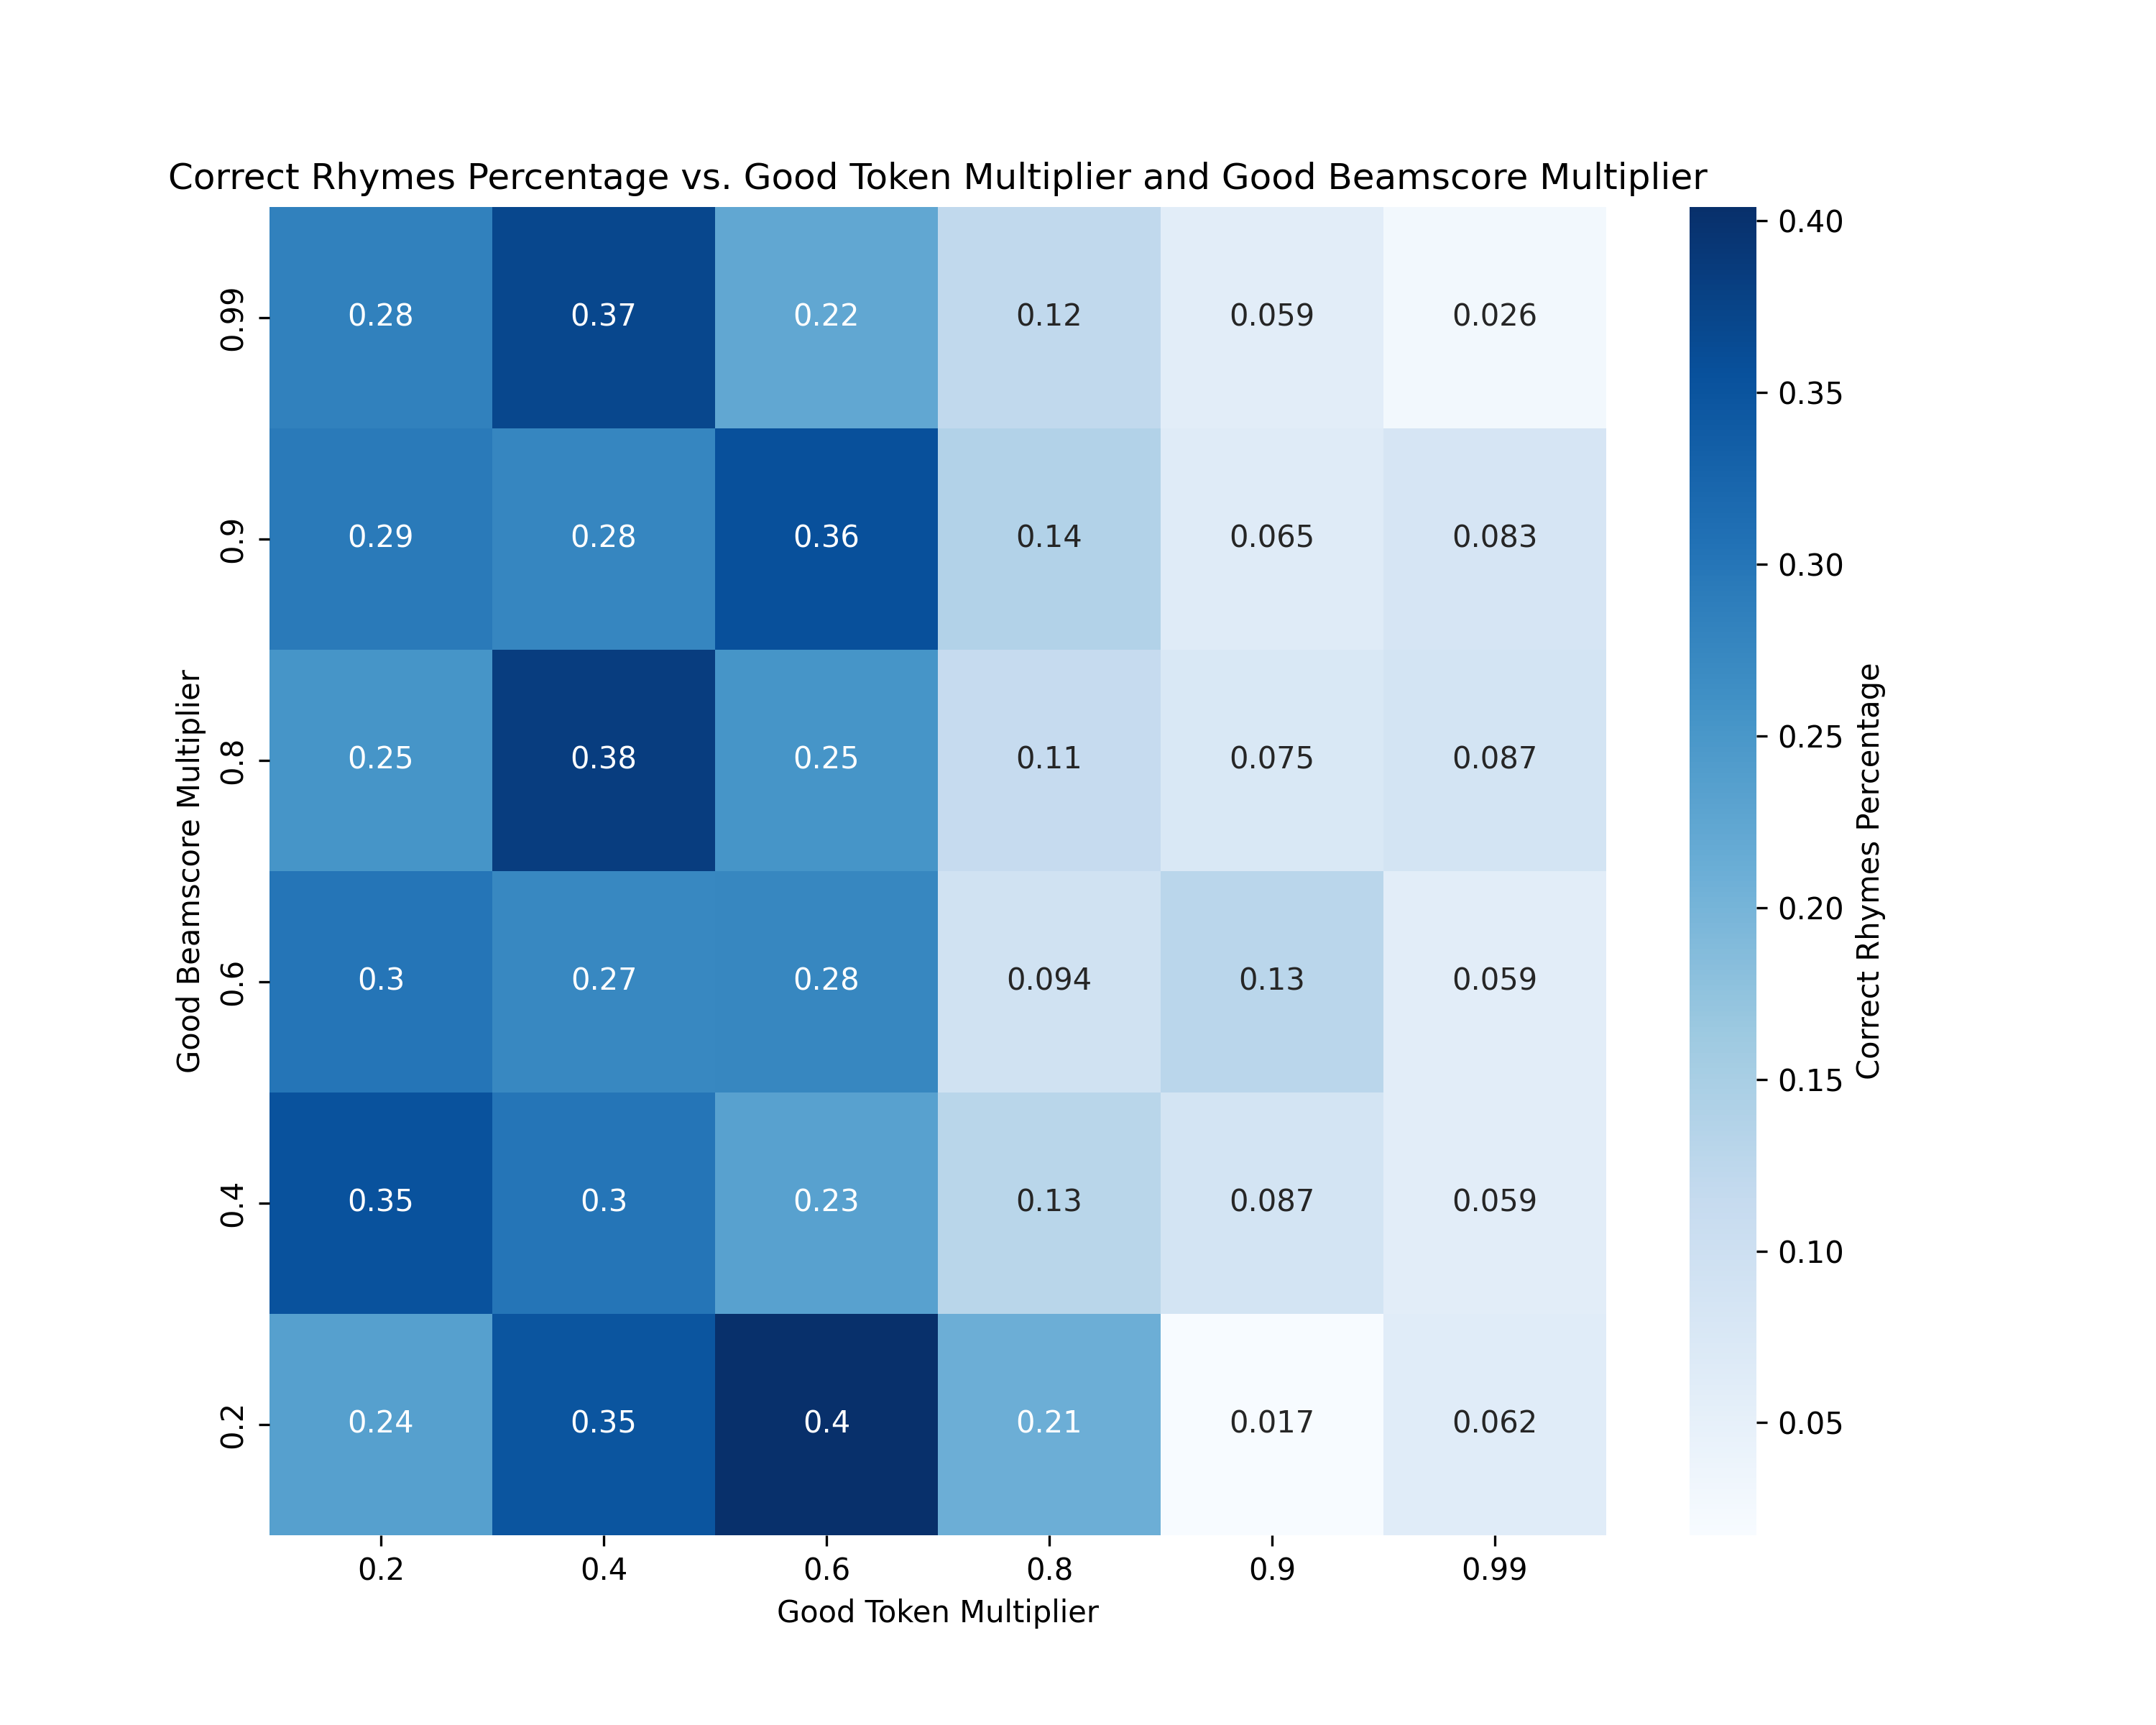 Correct Rhymes Percentage vs. Good Token Multiplier and Good Beamscore Multiplier
Good Beamscore Multiplier
0.99 0.28 0.37 0.22 0.12 0.059 0.026
0.9 0.29 0.28 0.36 0.14 0.065 0.083
0.8 0.25 0.38 0.25 0.11 0.075 0.087
0.6 0.3 0.27 0.28 0.094 0.13 0.059
0.4 0.35 0.3 0.23 0.13 0.087 0.059
0.2 0.24 0.35 0.4 0.21 0.017 0.062
0.2 0.4 0.6 0.8 0.9 0.99
Good Token Multiplier
0.40
0.35
0.30
0.25
0.20
0.15
0.10
0.05
Correct Rhymes Percentage